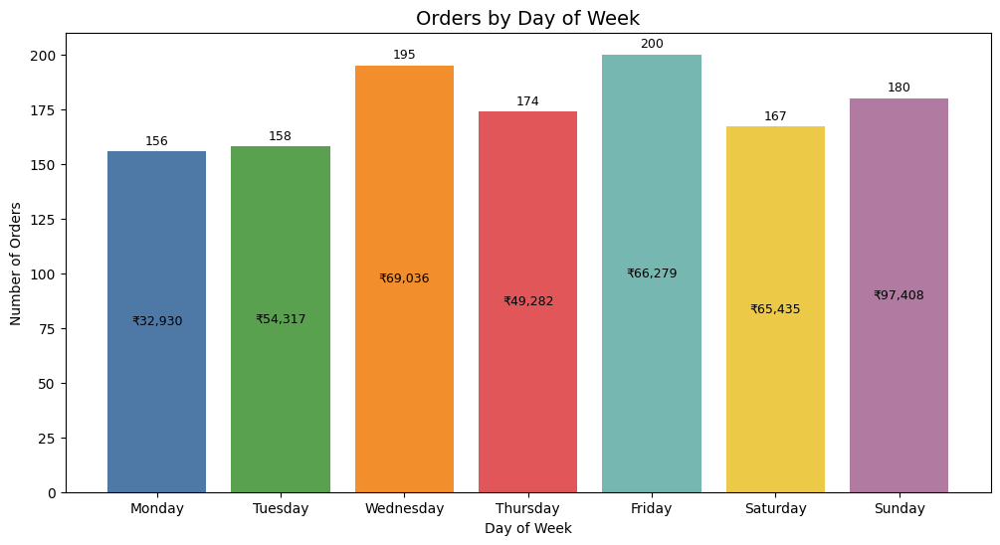 Orders by Day of Week
Number of Orders
200
175
150
125
100
75
50
25
0
156
158
195
174
200
167
180
₹32,930
₹54,317
₹69,036
₹49,282
₹66,279
₹65,435
₹97,408
Monday
Tuesday
Wednesday
Thursday
Friday
Saturday
Sunday
Day of Week